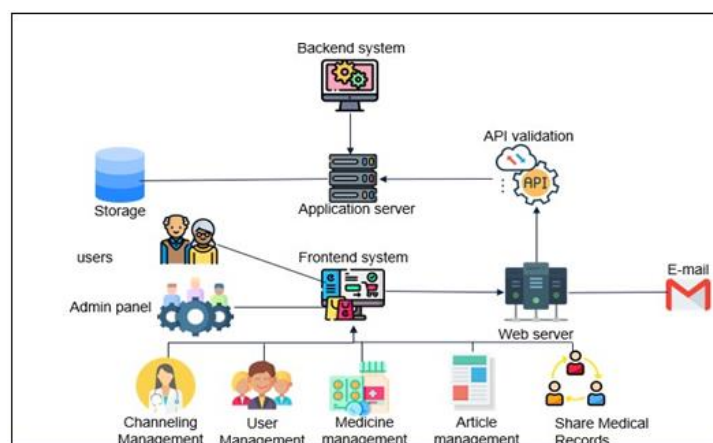 Backend system
API validation
API
Storage
Application server
users
Frontend system
E-mail
Admin panel
Web server
Channeling
Management
User
Management
Medicine
management
Article
management
Share Medical
Records